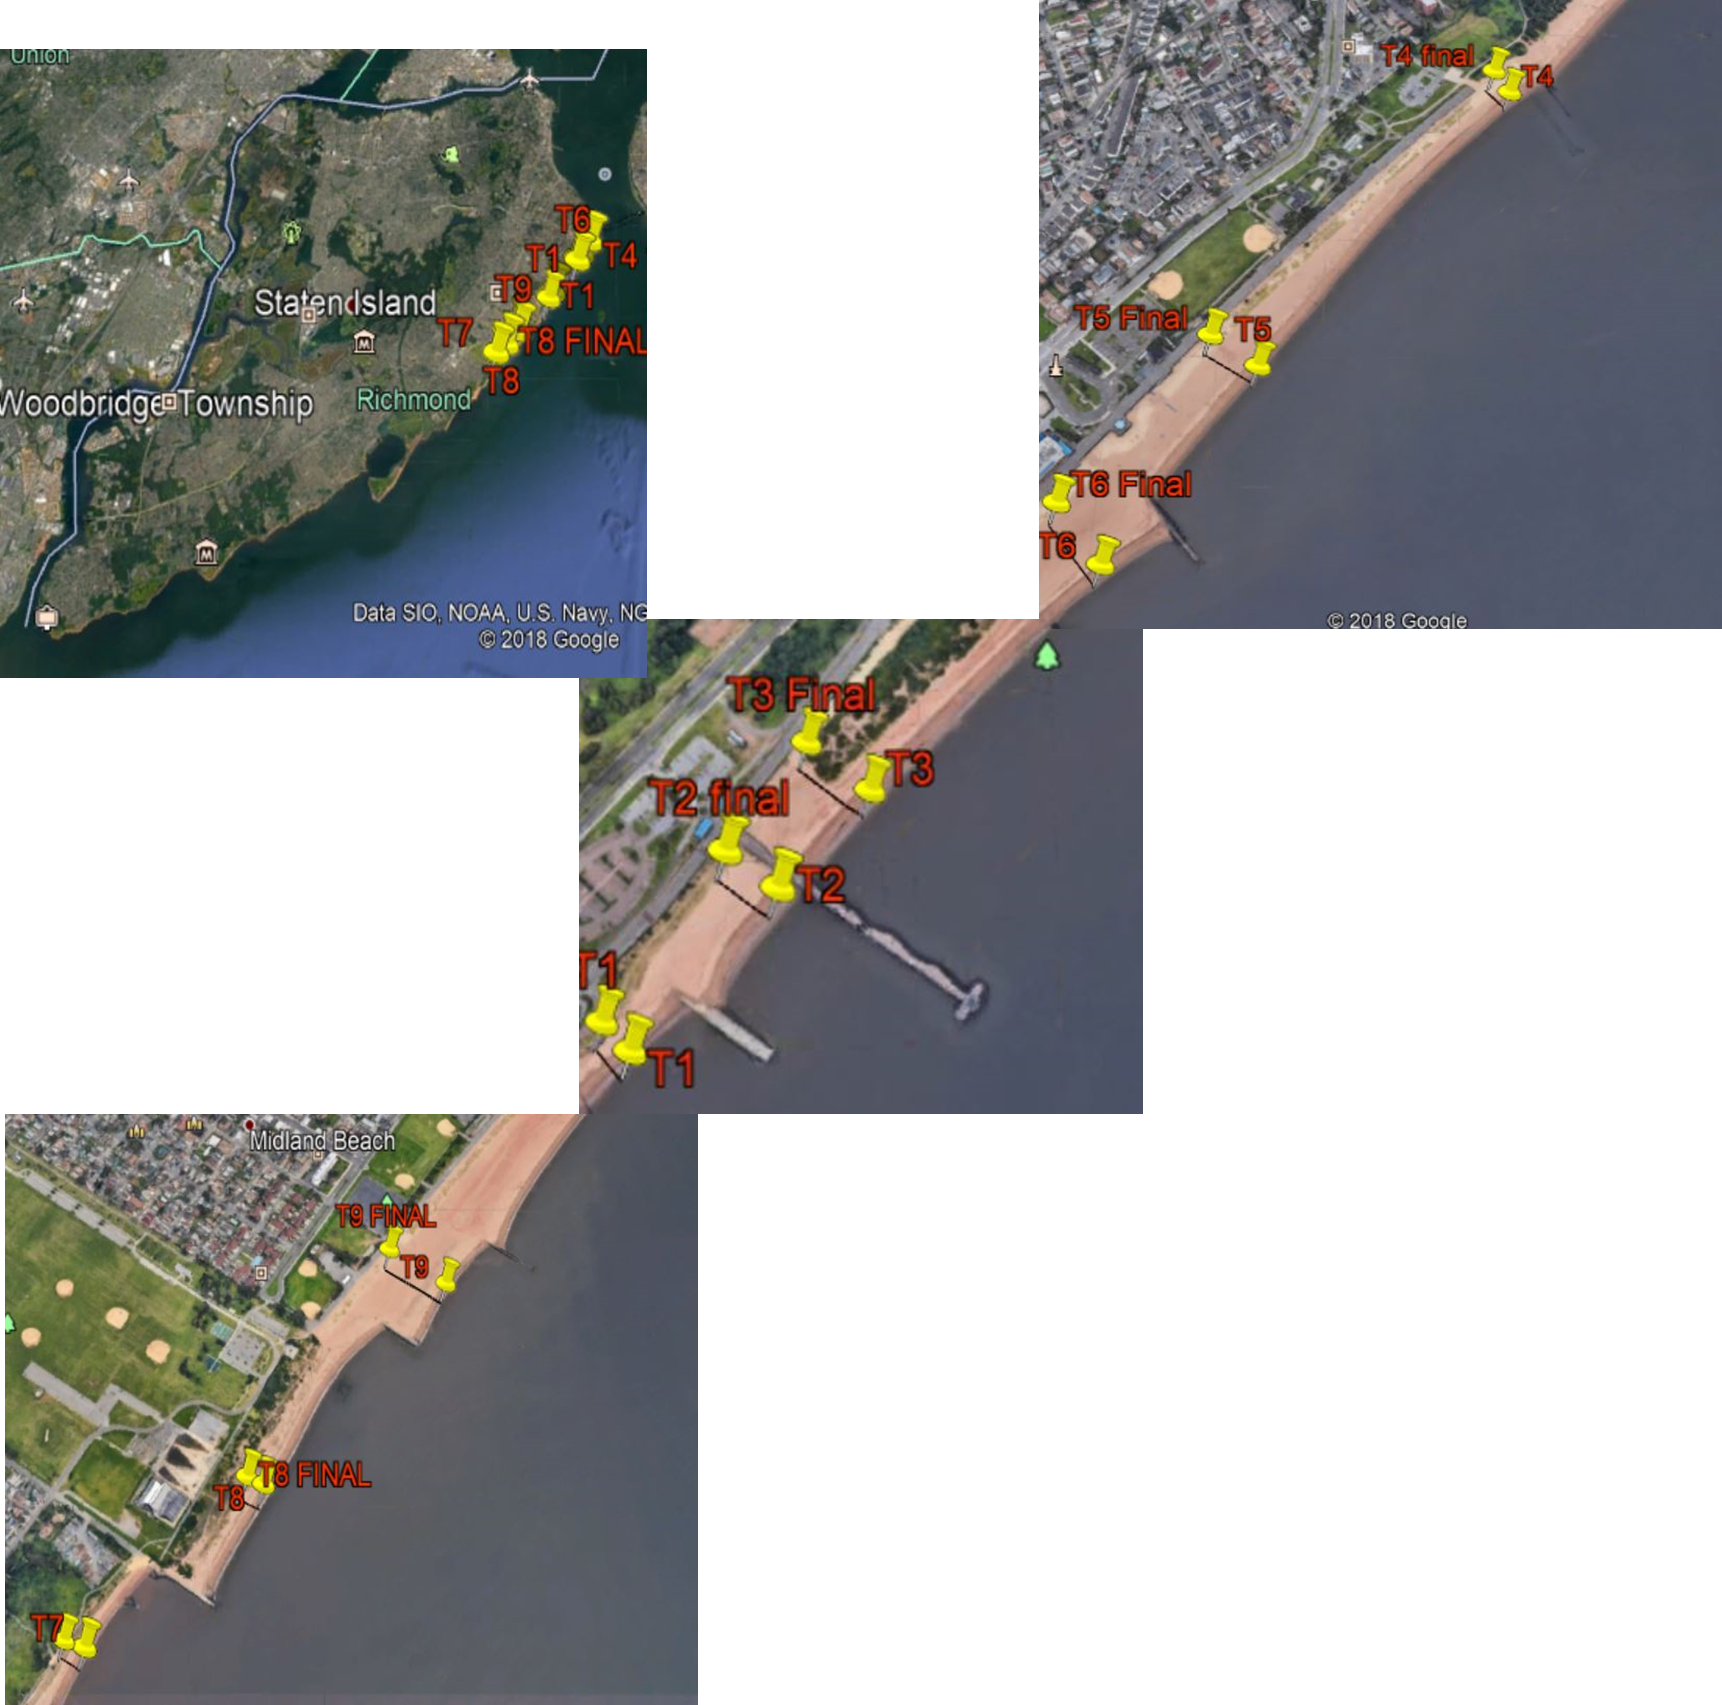 Union
T6
T1
T4
T9
T1
Staten Island
T7
T8 FINAL
T8
Woodbridge Township
Richmond
Data SIO, NOAA, U.S. Navy, NG
© 2018 Google
T4 final
T4
T5 Final
T5
T6 Final
T6
© 2018 Google
T3 Final
T3
T2 final
T2
T1
T1
Midland Beach
T9 FINAL
T9
T8 FINAL
T8
T7